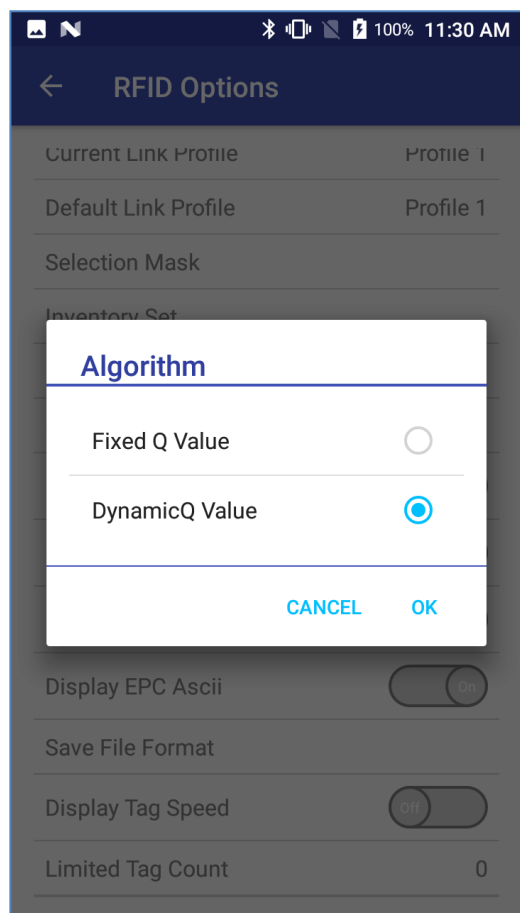 100% 11:30 AM
RFID Options
Current Link Profile Profile 1
Default Link Profile Profile 1
Selection Mask
Inventory Set
Algorithm
Fixed Q Value
DynamicQ Value
CANCEL OK
Display EPC Ascii On
Save File Format
Display Tag Speed Off
Limited Tag Count 0